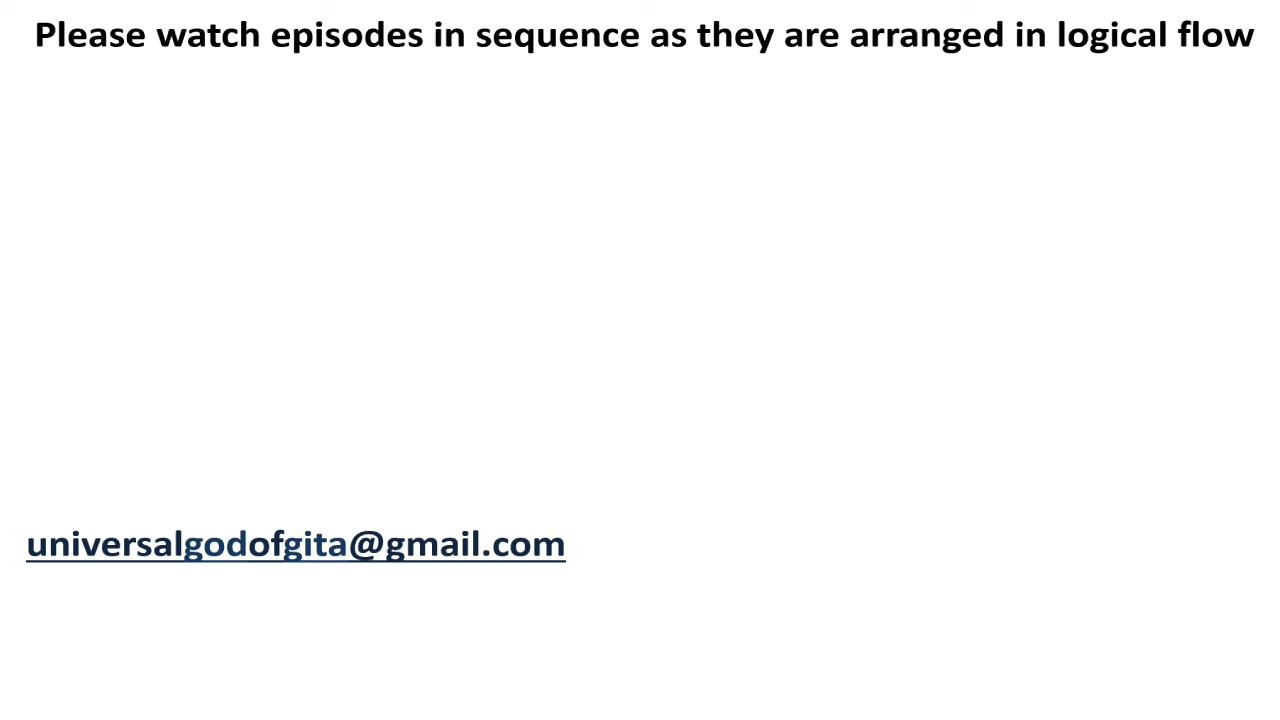 Please watch episodes in sequence as they are arranged in logical flow
universalgodofgita@gmail.com